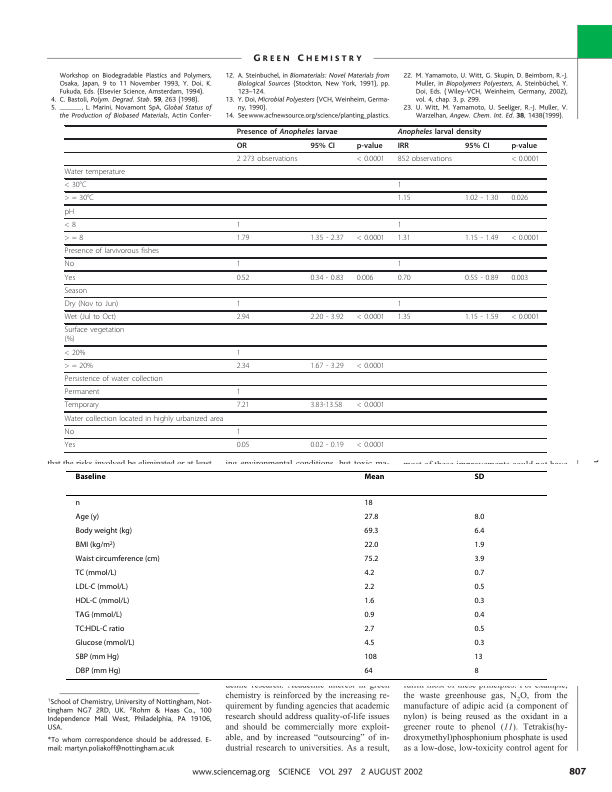 GREEN CHEMISTRY
Workshop on Biodegradable Plastics and Polymers,
Osaka, Japan, 9 to 11 November 1993, Y. Doi, K.
Fukuda, Eds. (Elsevier Science, Amsterdam, 1994).
4. C. Bastoli, Polym. Degrad. Stab. 59, 263 (1998).
5. ________, L. Marini, Novamont SpA, Global Status of
the Production of Biobased Materials, Actin Confer-
12. A. Steinbuchel, in Biomaterials: Novel Materials from
Biological Sources (Stockton, New York, 1991), pp.
123–124.
13. Y. Doi, Microbial Polyesters (VCH, Weinheim, Germa-
ny, 1990).
14. See www.acfnewsource.org/science/planting_plastics.
22. M. Yamamoto, U. Witt, G. Skupin, D. Beimborn, R.-J.
Muller, in Biopolymers Polyesters, A. Steinbüchel, Y.
Doi, Eds. ( Wiley-VCH, Weinheim, Germany, 2002),
vol. 4, chap. 3, p. 299.
23. U. Witt, M. Yamamoto, U. Seeliger, R.-J. Muller, V.
Warzelhan, Angew. Chem. Int. Ed. 38, 1438(1999).
Presence of Anopheles larvae Anopheles larval density
OR 95% CI p-value IRR 95% CI p-value
2 273 observations < 0.0001 852 observations < 0.0001
Water temperature
< 30°C 1
> = 30°C 1.15 1.02 - 1.30 0.026
pH
< 8 1 1
> = 8 1.79 1.35 - 2.37 < 0.0001 1.31 1.15 - 1.49 < 0.0001
Presence of larvivorous fishes
No 1 1
Yes 0.52 0.34 - 0.83 0.006 0.70 0.55 - 0.89 0.003
Season
Dry (Nov to Jun) 1 1
Wet (Jul to Oct) 2.94 2.20 - 3.92 < 0.0001 1.35 1.15 - 1.59 < 0.0001
Surface vegetation
(%)
< 20% 1
> = 20% 2.34 1.67 - 3.29 < 0.0001
Persistence of water collection
Permanent 1
Temporary 7.21 3.83-13.58 < 0.0001
Water collection located in highly urbanized area
No 1
Yes 0.05 0.02 - 0.19 < 0.0001
that the risks involved be eliminated or at least
ing environmental conditions, but toxic ma-
most of these improvements could not have
Baseline Mean SD
n 18
Age (y) 27.8 8.0
Body weight (kg) 69.3 6.4
BMI (kg/m²) 22.0 1.9
Waist circumference (cm) 75.2 3.9
TC (mmol/L) 4.2 0.7
LDL-C (mmol/L) 2.2 0.5
HDL-C (mmol/L) 1.6 0.3
TAG (mmol/L) 0.9 0.4
TC:HDL-C ratio 2.7 0.5
Glucose (mmol/L) 4.5 0.3
SBP (mm Hg) 108 13
DBP (mm Hg) 64 8
¹School of Chemistry, University of Nottingham, Not-
tingham NG7 2RD, UK. ²Rohm & Haas Co., 100
Independence Mall West, Philadelphia, PA 19106,
USA.
*To whom correspondence should be addressed. E-
mail: martyn.poliakoff@nottingham.ac.uk
demic research. Academic interest in green
chemistry is reinforced by the increasing re-
quirement by funding agencies that academic
research should address quality-of-life issues
and should be commercially more exploit-
able, and by increased “outsourcing” of in-
dustrial research to universities. As a result,
most of these principles. For example,
the waste greenhouse gas, N₂O, from the
manufacture of adipic acid (a component of
nylon) is being reused as the oxidant in a
greener route to phenol (11). Tetrakis(hy-
droxymethyl)phosphonium phosphate is used
as a low-dose, low-toxicity control agent for
www.sciencemag.org SCIENCE VOL 297 2 AUGUST 2002 807